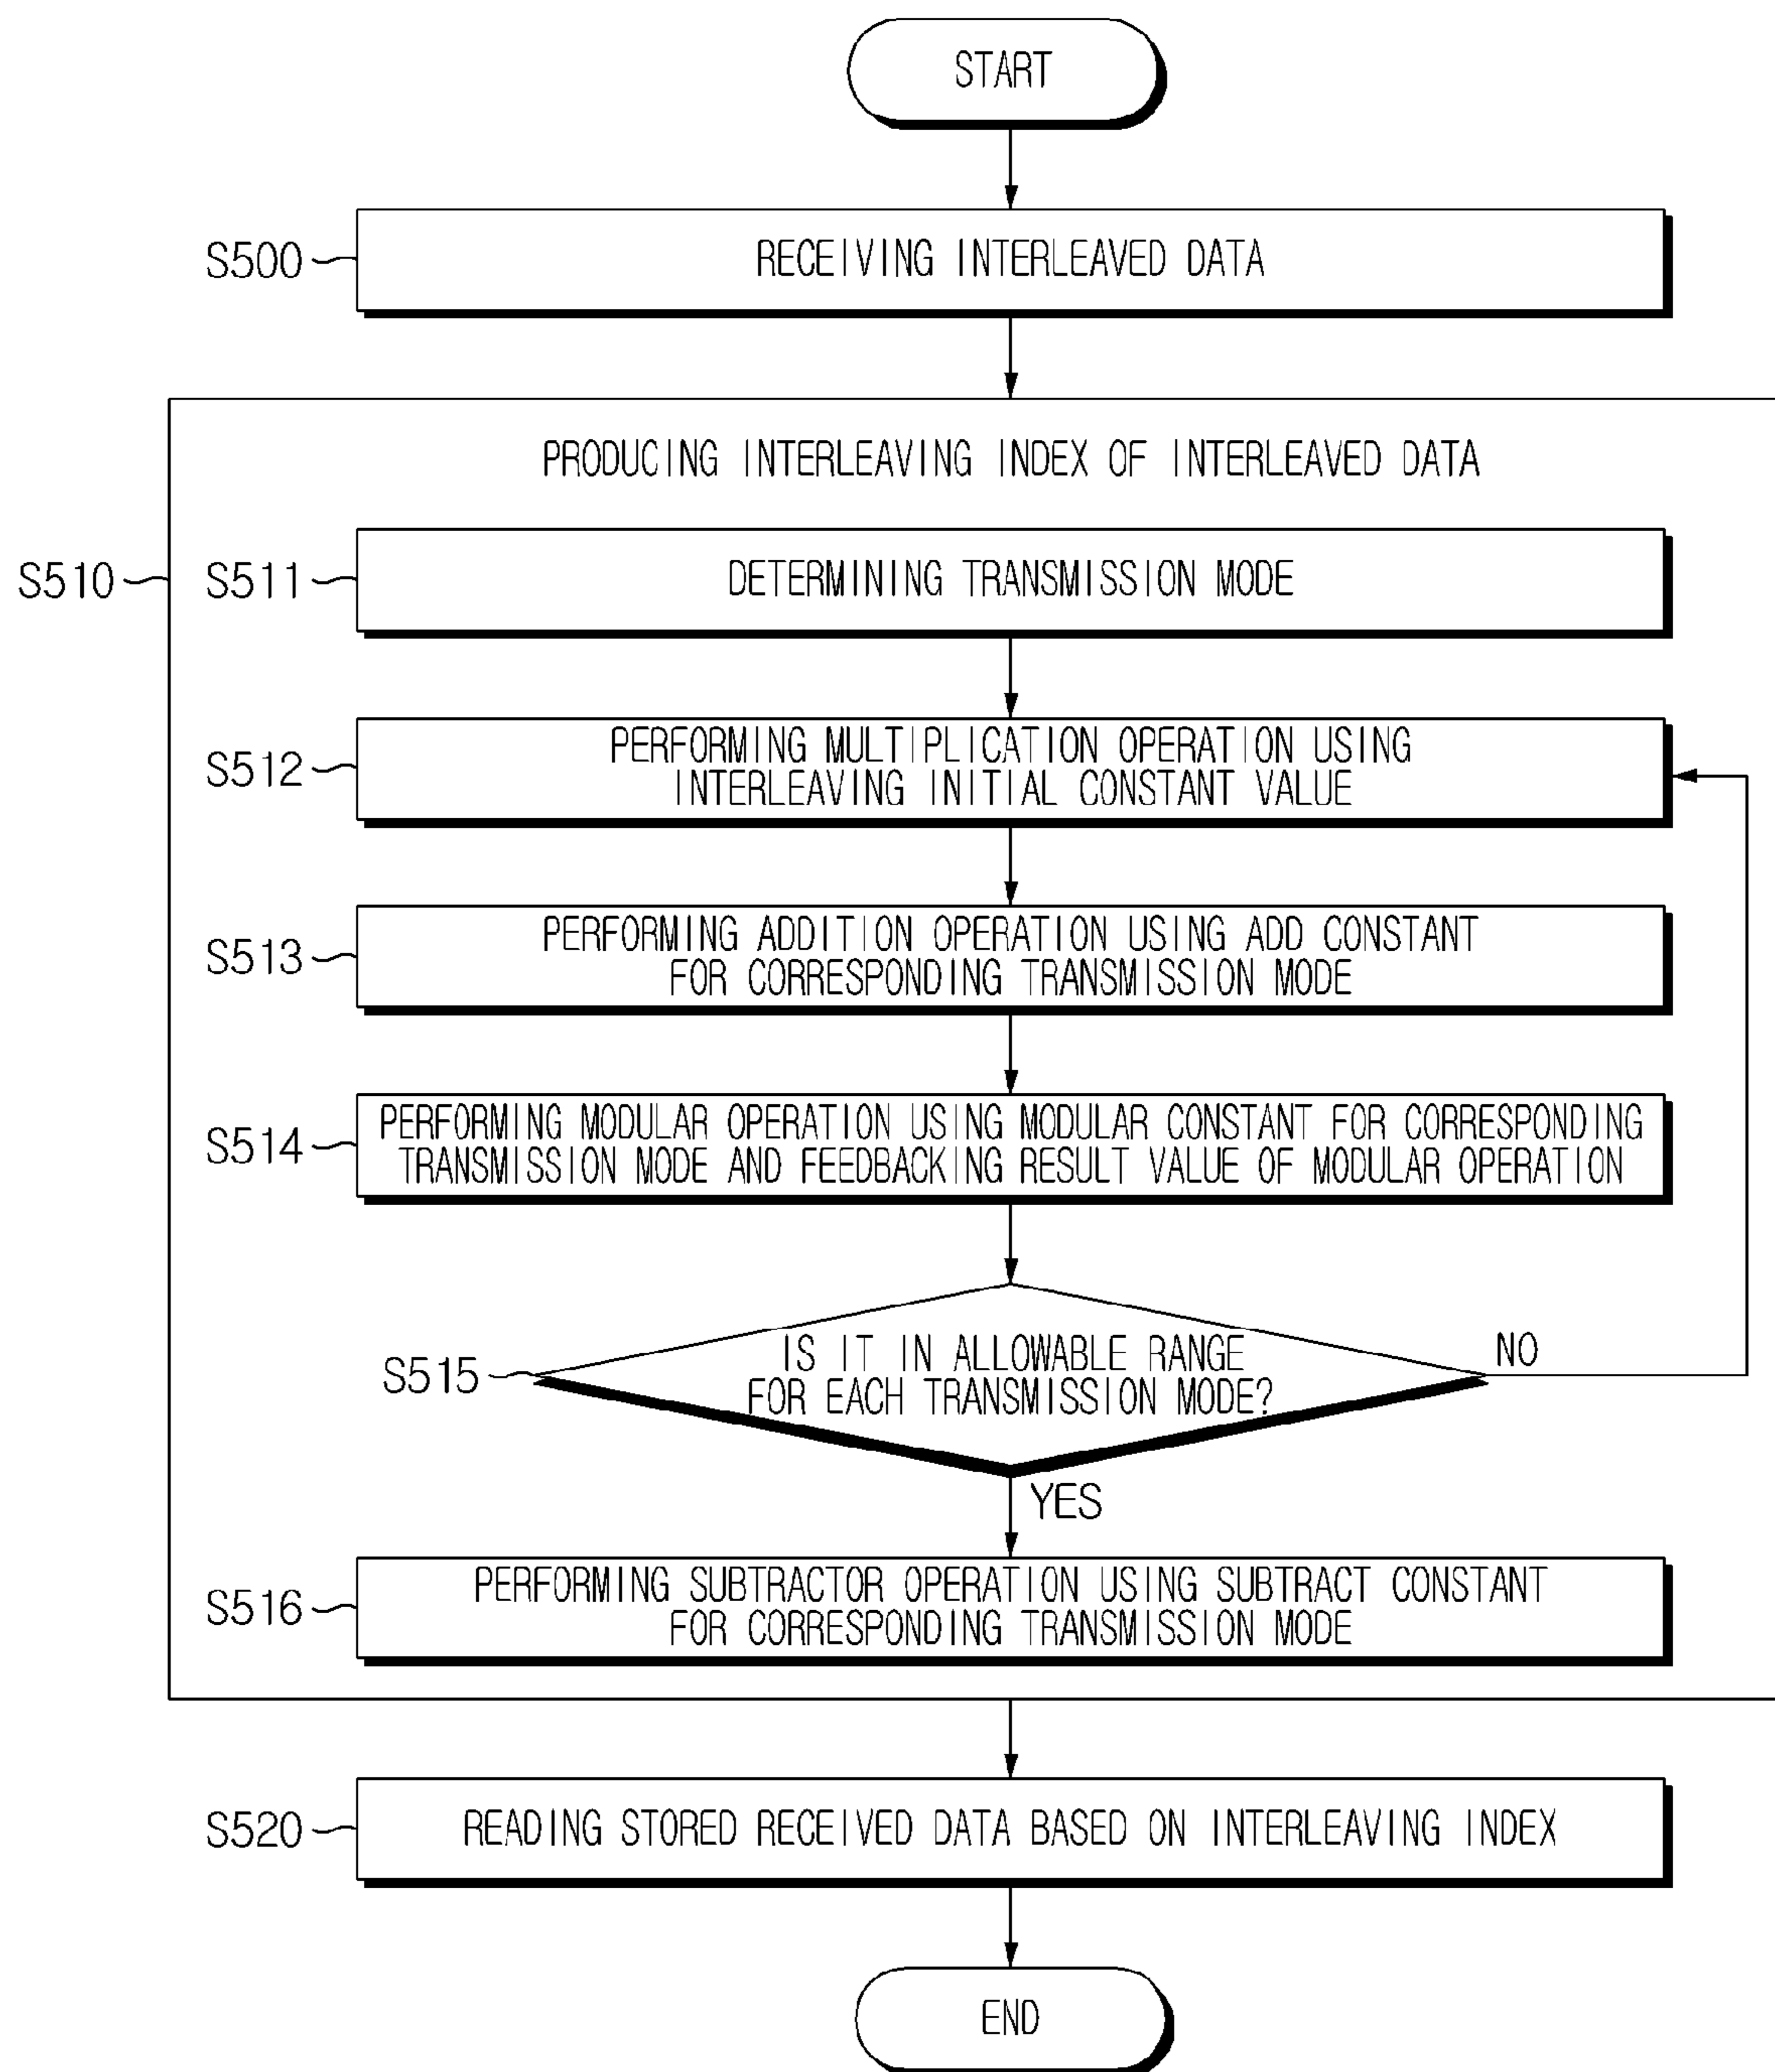 START
S500
RECEIVING INTERLEAVED DATA
PRODUCING INTERLEAVING INDEX OF INTERLEAVED DATA
S510
S511
DETERMINING TRANSMISSION MODE
S512
PERFORMING MULTIPLICATION OPERATION USING
INTERLEAVING INITIAL CONSTANT VALUE
S513
PERFORMING ADDITION OPERATION USING ADD CONSTANT
FOR CORRESPONDING TRANSMISSION MODE
S514
PERFORMING MODULAR OPERATION USING MODULAR CONSTANT FOR CORRESPONDING
TRANSMISSION MODE AND FEEDBACKING RESULT VALUE OF MODULAR OPERATION
S515
IS IT IN ALLOWABLE RANGE
FOR EACH TRANSMISSION MODE?
NO
YES
S516
PERFORMING SUBTRACTOR OPERATION USING SUBTRACT CONSTANT
FOR CORRESPONDING TRANSMISSION MODE
S520
READING STORED RECEIVED DATA BASED ON INTERLEAVING INDEX
END